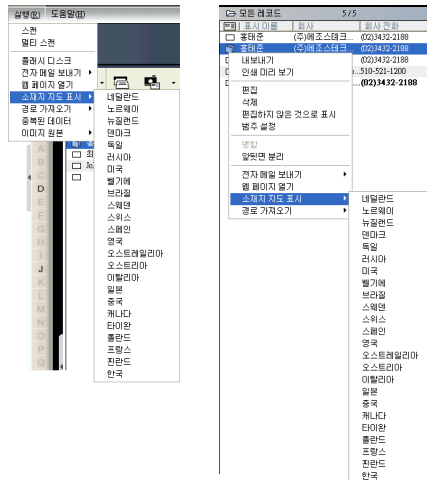 실행(R) 도움말(H)
스캔
멀티 스캔
플래시 디스크
전자 메일 보내기
웹 페이지 열기
소재지 지도 표시
경로 가져오기
중복된 데이터
이미지 원본
네덜란드
노르웨이
뉴질랜드
덴마크
독일
러시아
미국
벨기에
브라질
스웨덴
스위스
스페인
영국
오스트레일리아
오스트리아
이탈리아
일본
중국
캐나다
타이완
폴란드
프랑스
핀란드
한국
A
B
C
D
E
F
G
H
I
J
K
L
M
N
O
P
Q
모든 레코드 5/5
표시 이름 회사 회사 전화
홍태준 (주)에조스테크... (02)3432-2188
홍태준 (주)에조스테크... (02)3432-2188
(02)3432-2188
510-521-1200
(02)3432-2188
내보내기
인쇄 미리 보기
편집
삭제
편집하지 않은 것으로 표시
범주 설정
병합
앞뒷면 분리
전자 메일 보내기
웹 페이지 열기
소재지 지도 표시
경로 가져오기
네덜란드
노르웨이
뉴질랜드
덴마크
독일
러시아
미국
벨기에
브라질
스웨덴
스위스
스페인
영국
오스트레일리아
오스트리아
이탈리아
일본
중국
캐나다
타이완
폴란드
프랑스
핀란드
한국